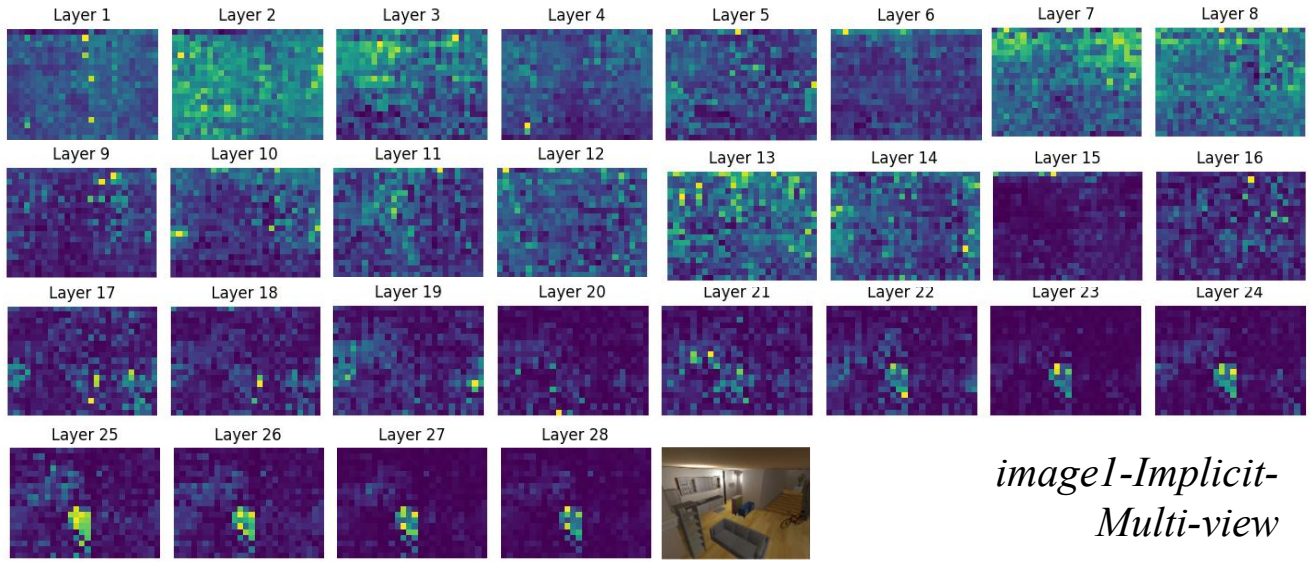 Layer 1 Layer 2 Layer 3 Layer 4 Layer 5 Layer 6 Layer 7 Layer 8
Layer 9 Layer 10 Layer 11 Layer 12 Layer 13 Layer 14 Layer 15 Layer 16
Layer 17 Layer 18 Layer 19 Layer 20 Layer 21 Layer 22 Layer 23 Layer 24
Layer 25 Layer 26 Layer 27 Layer 28
image1-Implicit-
Multi-view